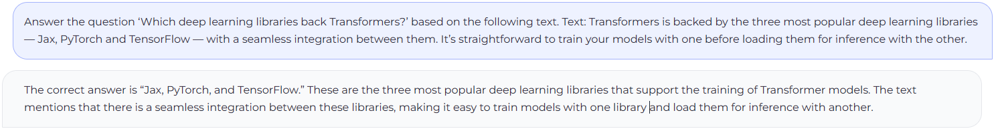 Answer the question ‘Which deep learning libraries back Transformers?’ based on the following text. Text: Transformers is backed by the three most popular deep learning libraries
— Jax, PyTorch and TensorFlow — with a seamless integration between them. It’s straightforward to train your models with one before loading them for inference with the other.
The correct answer is “Jax, PyTorch, and TensorFlow.” These are the three most popular deep learning libraries that support the training of Transformer models. The text
mentions that there is a seamless integration between these libraries, making it easy to train models with one library and load them for inference with another.